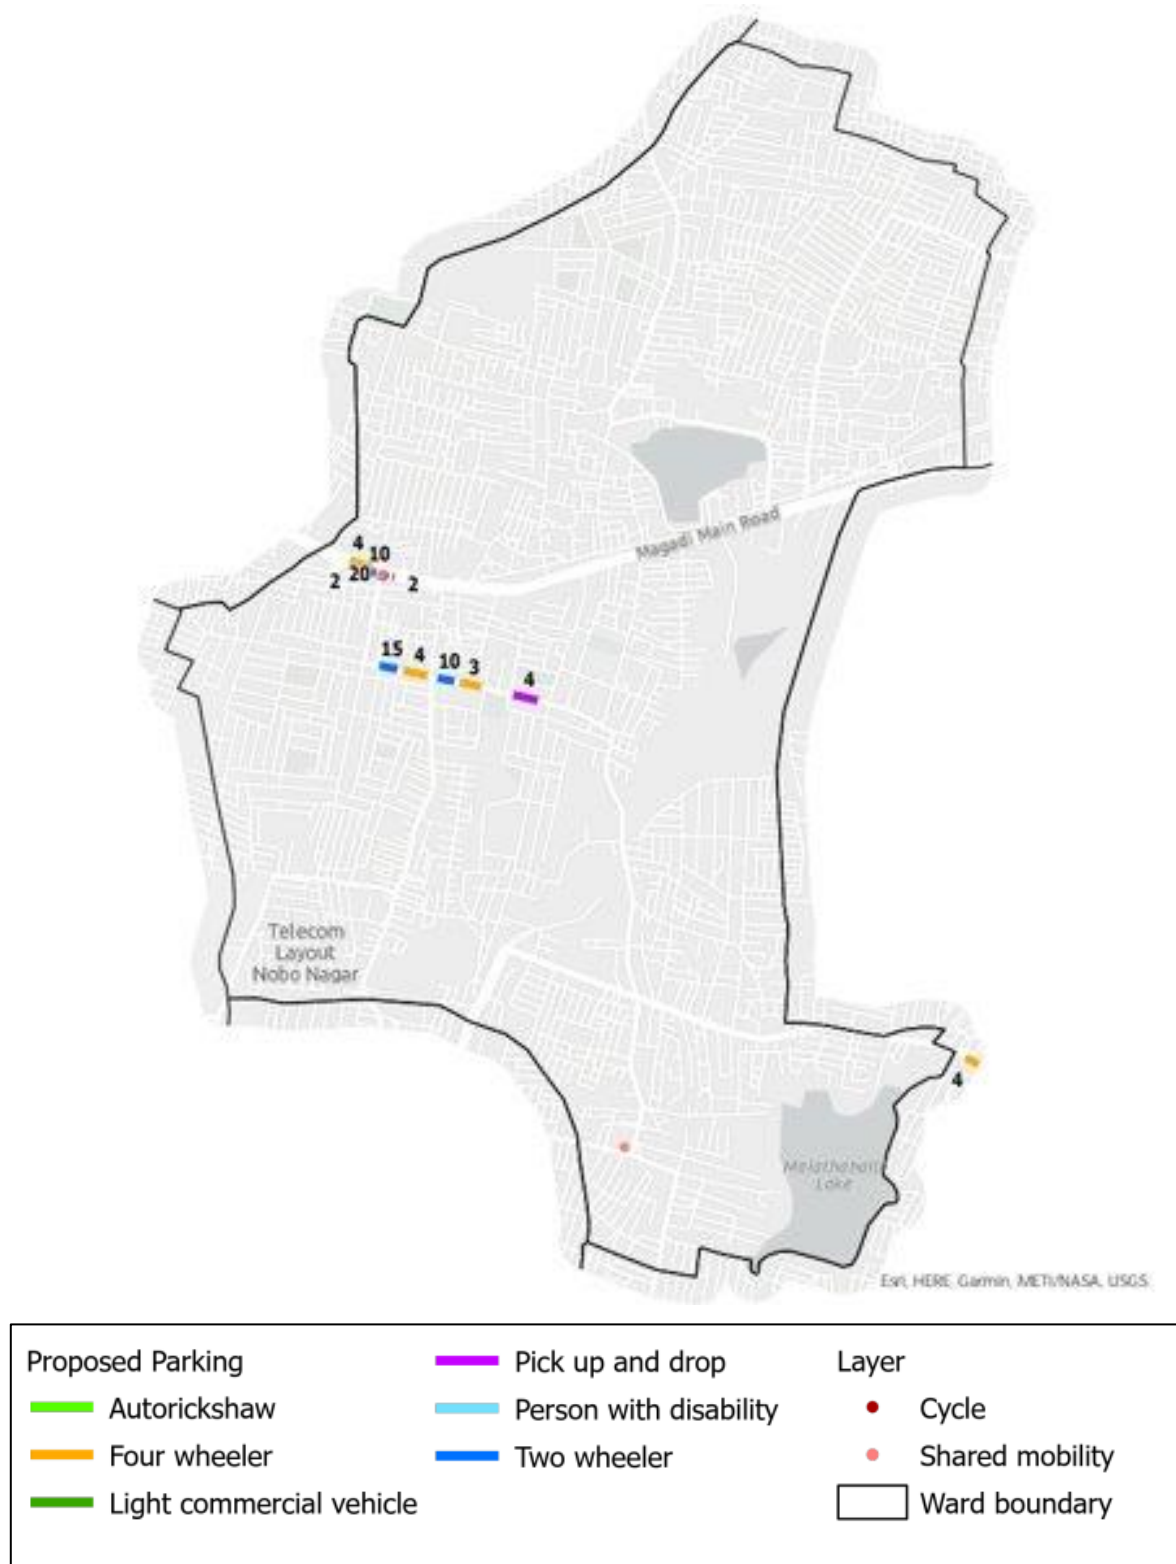 Magadi Main Road
4
10
2
20
2
15
4
10
3
4
Telecom
Layout
Nobo Nagar
4
Malathahalli
Lake
Esri, HERE, Garmin, METI/NASA, USGS
Proposed Parking
Autorickshaw
Four wheeler
Light commercial vehicle
Pick up and drop
Person with disability
Two wheeler
Layer
Cycle
Shared mobility
Ward boundary